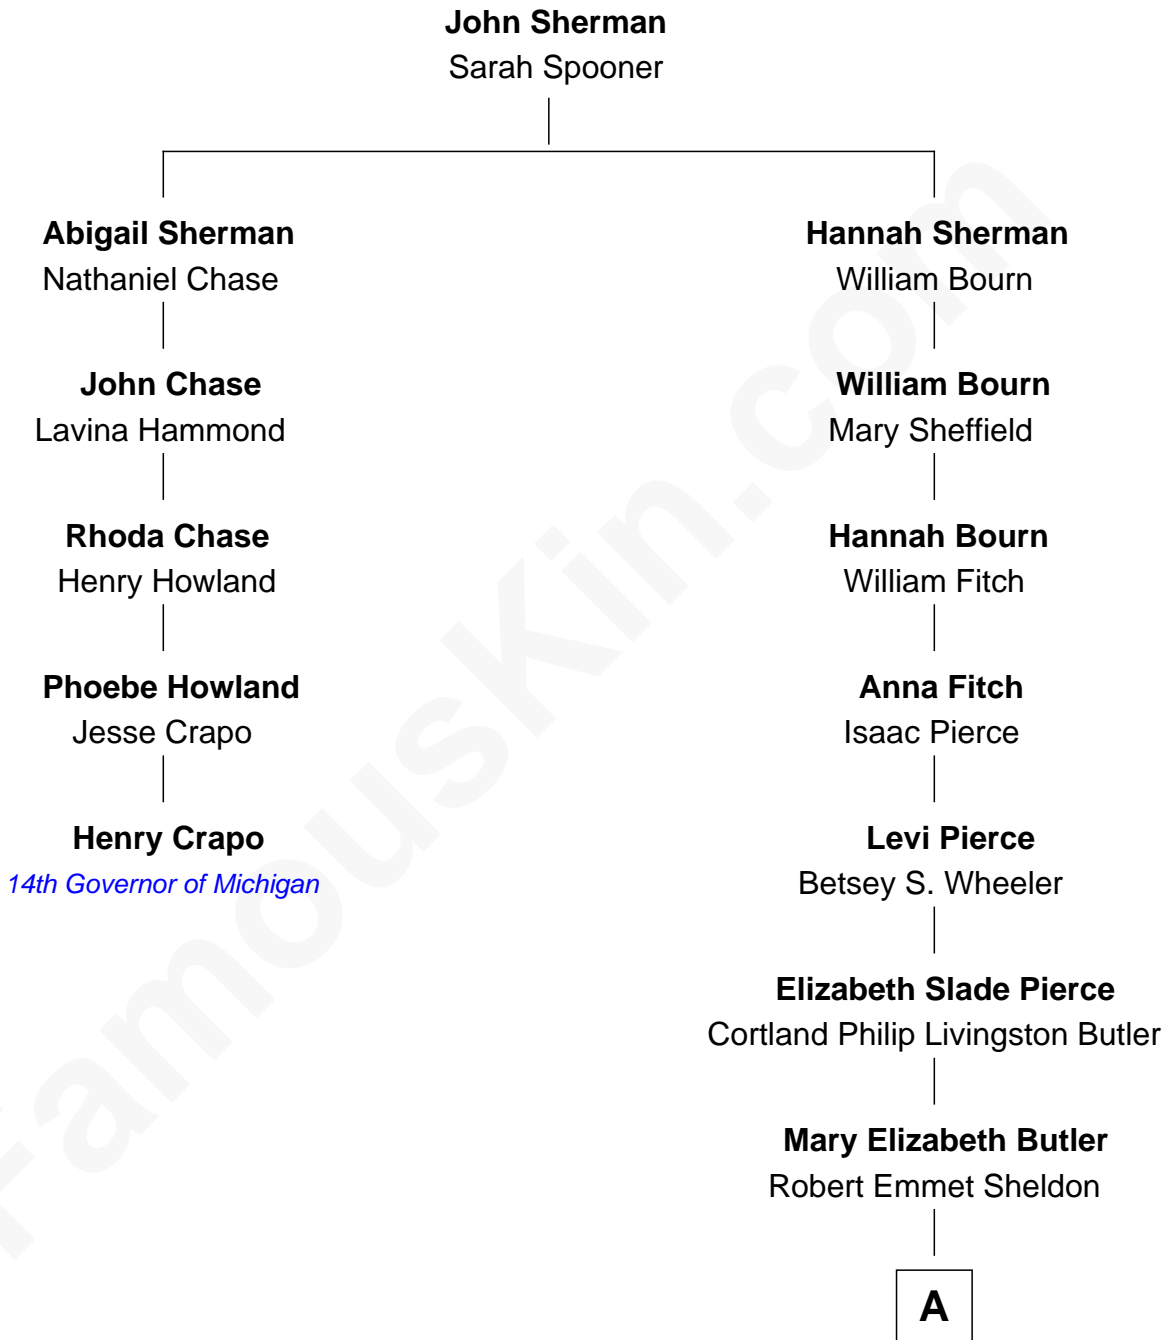 John Sherman
Sarah Spooner
Abigail Sherman
Nathaniel Chase
Hannah Sherman
William Bourn
John Chase
Lavina Hammond
William Bourn
Mary Sheffield
Rhoda Chase
Henry Howland
Hannah Bourn
William Fitch
Phoebe Howland
Jesse Crapo
Anna Fitch
Isaac Pierce
Henry Crapo
14th Governor of Michigan
Levi Pierce
Betsey S. Wheeler
Elizabeth Slade Pierce
Cortland Philip Livingston Butler
Mary Elizabeth Butler
Robert Emmet Sheldon
A
FamousKin.com